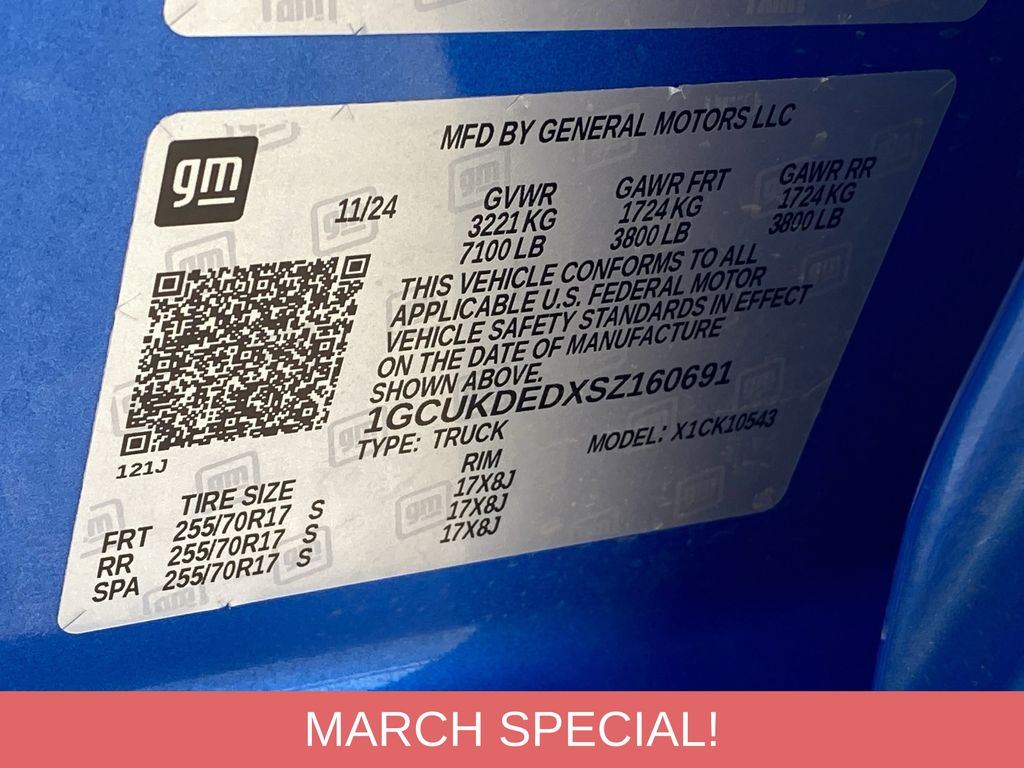 gm
MFD BY GENERAL MOTORS LLC
11/24
GVWR GAWR FRT GAWR RR
3221 KG 1724 KG 1724 KG
7100 LB 3800 LB 3800 LB
THIS VEHICLE CONFORMS TO ALL
APPLICABLE U.S. FEDERAL MOTOR
VEHICLE SAFETY STANDARDS IN EFFECT
ON THE DATE OF MANUFACTURE
SHOWN ABOVE.
1GCUKDEDXSZ160691
TYPE: TRUCK MODEL: X1CK10543
121J
TIRE SIZE RIM
FRT 255/70R17 S 17X8J
RR 255/70R17 S 17X8J
SPA 255/70R17 S 17X8J
MARCH SPECIAL!